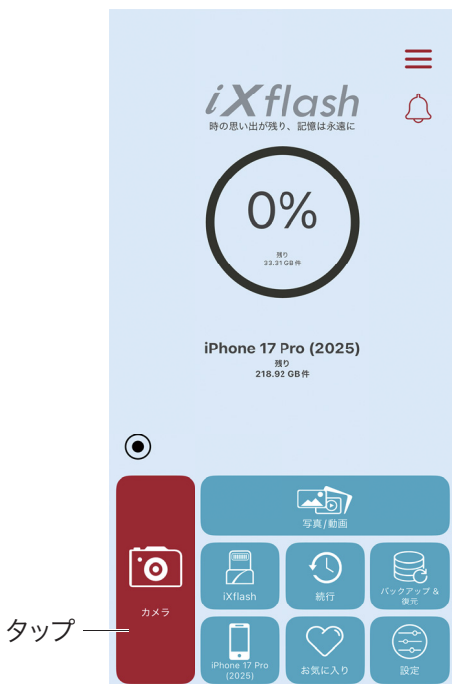 iXflash
時の思い出が残り、記憶は永遠に
0%
残り
23.31 GB 件
iPhone 17 Pro (2025)
残り
218.92 GB 件
写真/動画
カメラ
iXflash
続行
バックアップ &
復元
タップ
iPhone 17 Pro
(2025)
お気に入り
設定